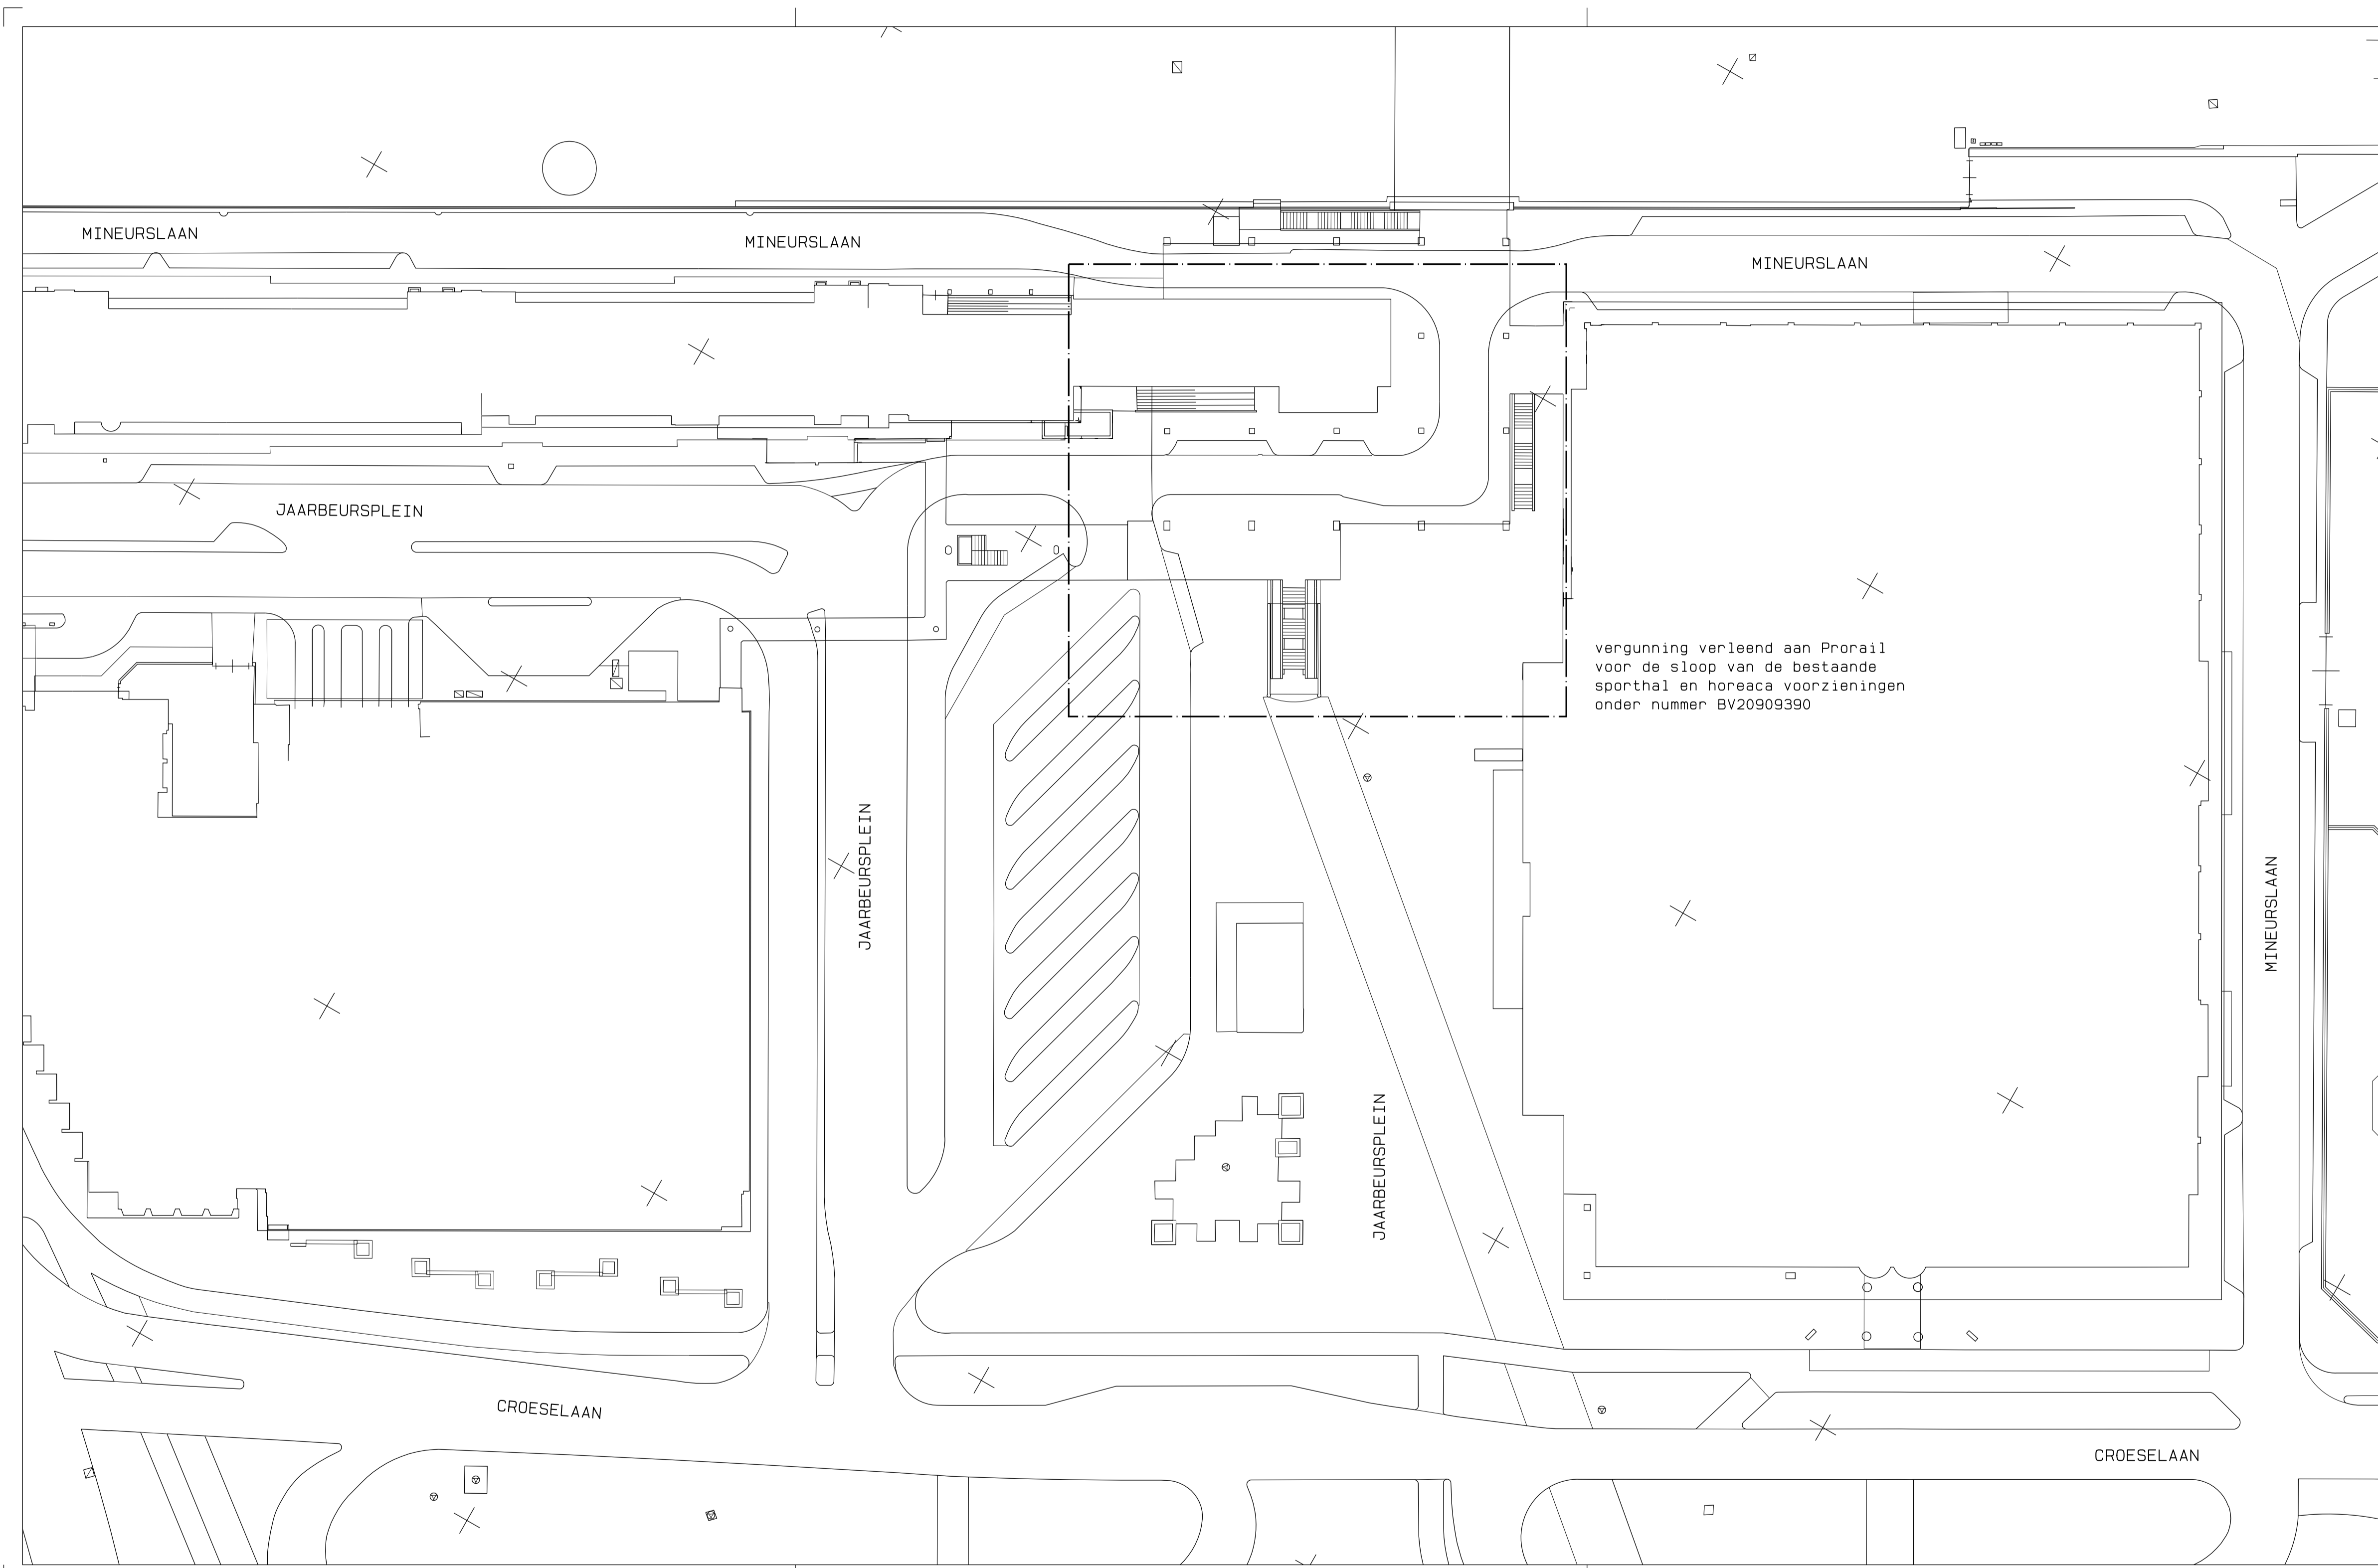 MINEURSLAAN
MINEURSLAAN
MINEURSLAAN
JAARBEURSPLEIN
vergunning verleend aan Prorail
voor de sloop van de bestaande
sporthal en horeaca voorzieningen
onder nummer BV20909390
JAARBEURSPLEIN
MINEURSLAAN
JAARBEURSPLEIN
CROESELAAN
CROESELAAN